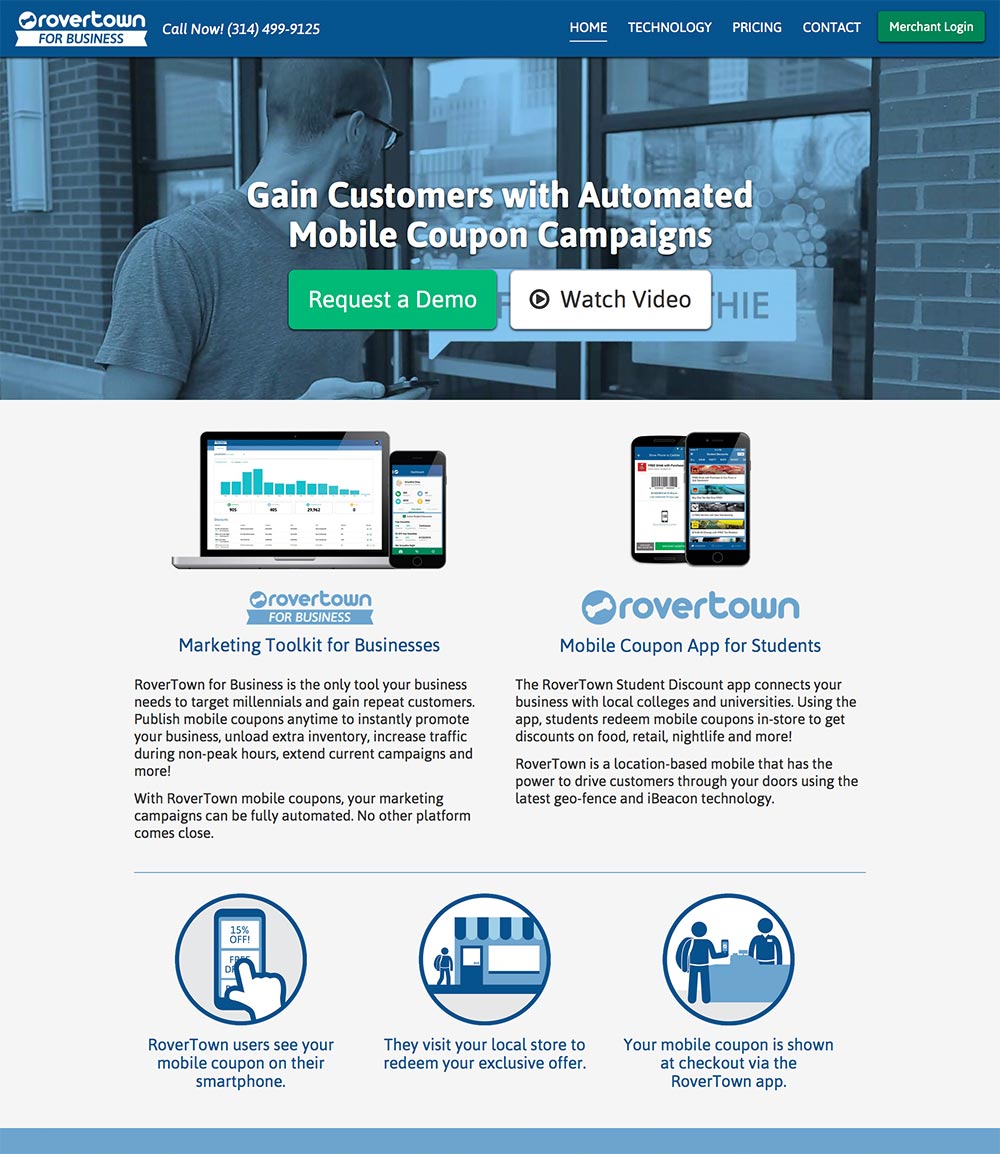 rovertown
FOR BUSINESS
Call Now! (314) 499-9125
HOME
TECHNOLOGY
PRICING
CONTACT
Merchant Login
Gain Customers with Automated
Mobile Coupon Campaigns
Request a Demo
Watch Video
THIE
905
405
29,962
0
rovertown
FOR BUSINESS
Marketing Toolkit for Businesses
RoverTown for Business is the only tool your business
needs to target millennials and gain repeat customers.
Publish mobile coupons anytime to instantly promote
your business, unload extra inventory, increase traffic
during non-peak hours, extend current campaigns and
more!
With RoverTown mobile coupons, your marketing
campaigns can be fully automated. No other platform
comes close.
rovertown
Mobile Coupon App for Students
The RoverTown Student Discount app connects your
business with local colleges and universities. Using the
app, students redeem mobile coupons in-store to get
discounts on food, retail, nightlife and more!
RoverTown is a location-based mobile that has the
power to drive customers through your doors using the
latest geo-fence and iBeacon technology.
15%
OFF!
RoverTown users see your
mobile coupon on their
smartphone.
They visit your local store to
redeem your exclusive offer.
Your mobile coupon is shown
at checkout via the
RoverTown app.